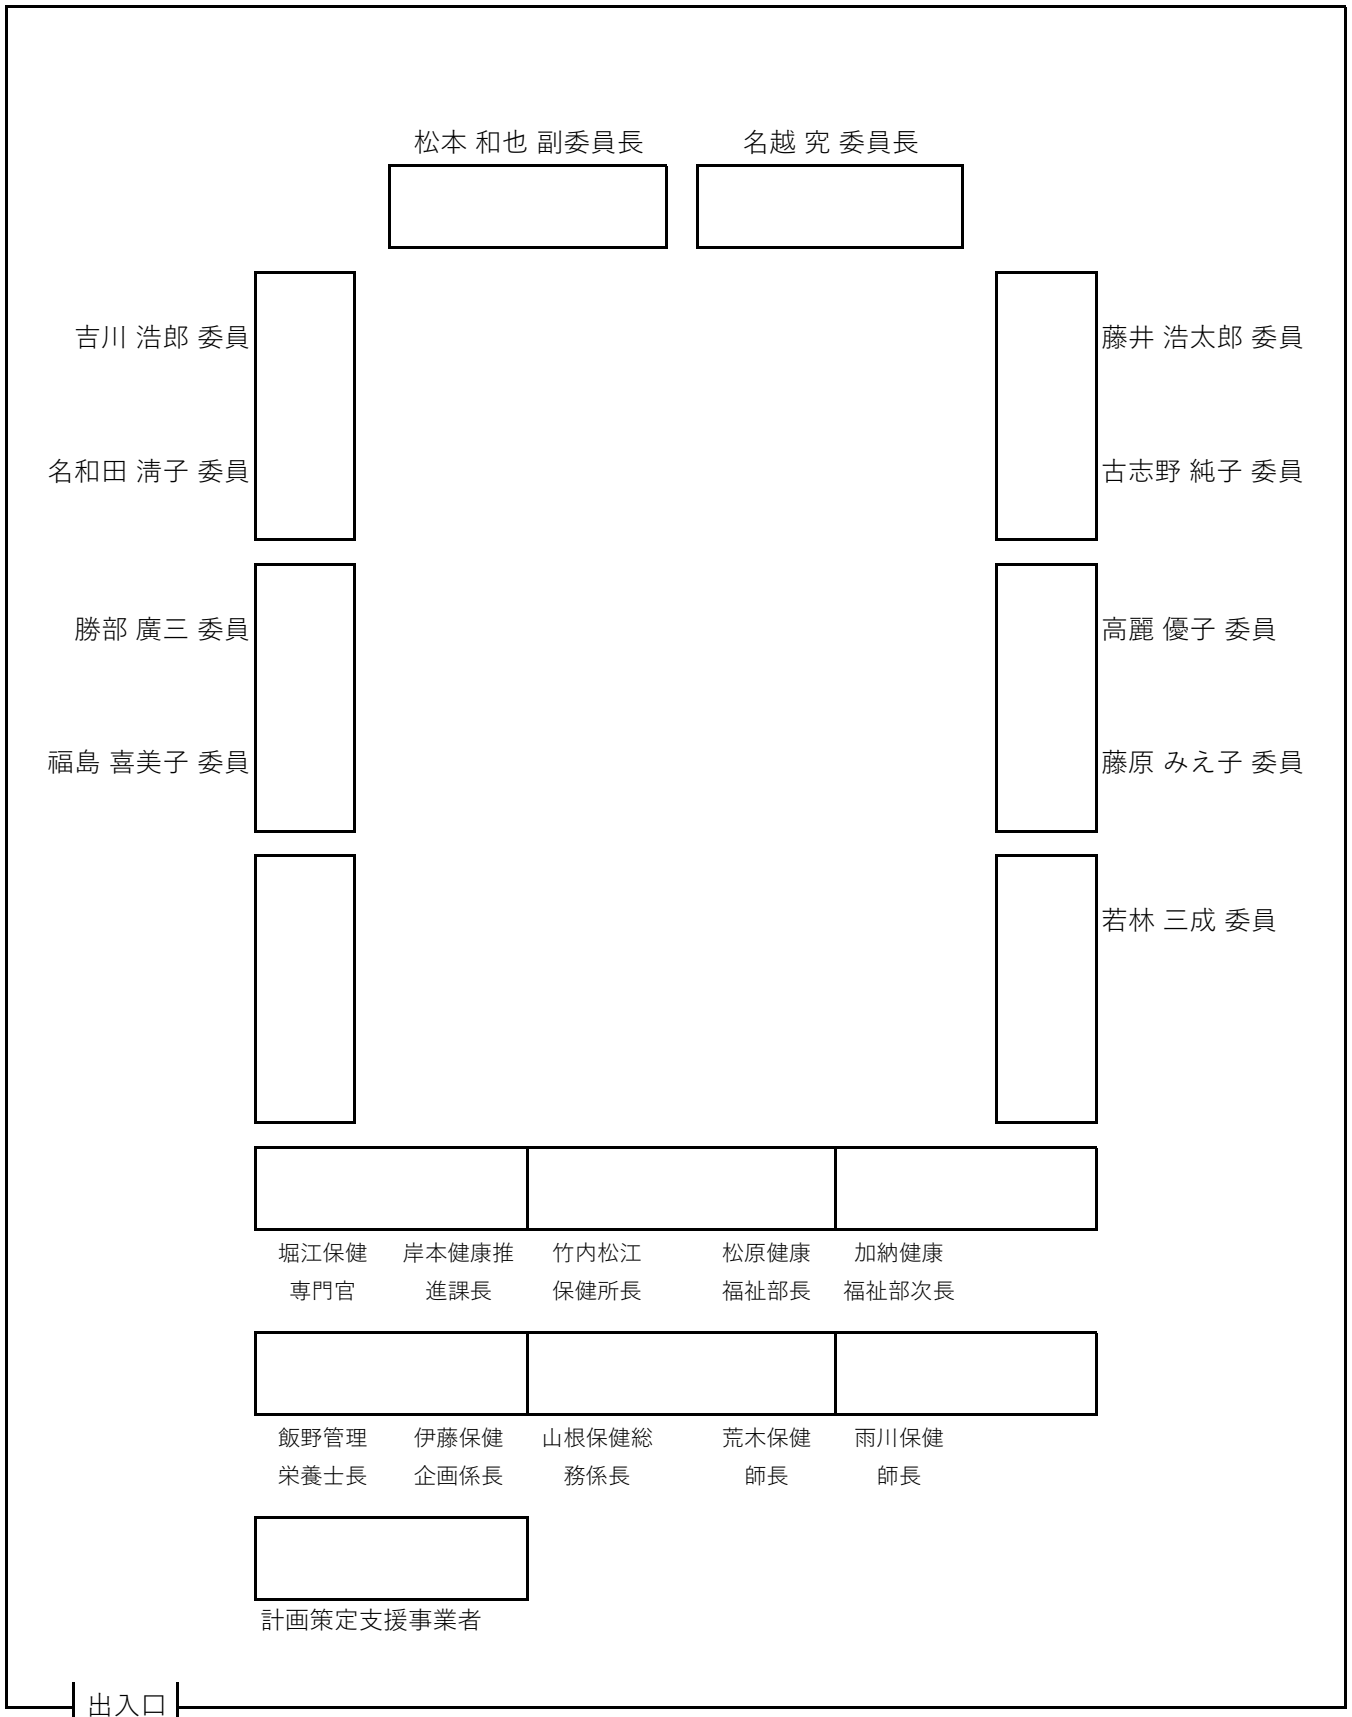 松本 和也 副委員長 名越 究 委員長
吉川 浩郎 委員 藤井 浩太郎 委員
名和田 淸子 委員 古志野 純子 委員
勝部 廣三 委員 高麗 優子 委員
福島 喜美子 委員 藤原 みえ子 委員
若林 三成 委員
堀江保健 岸本健康推 竹内松江 松原健康 加納健康
専門官 進課長 保健所長 福祉部長 福祉部次長
飯野管理 伊藤保健 山根保健総 荒木保健 雨川保健
栄養士長 企画係長 務係長 師長 師長
計画策定支援事業者
出入口